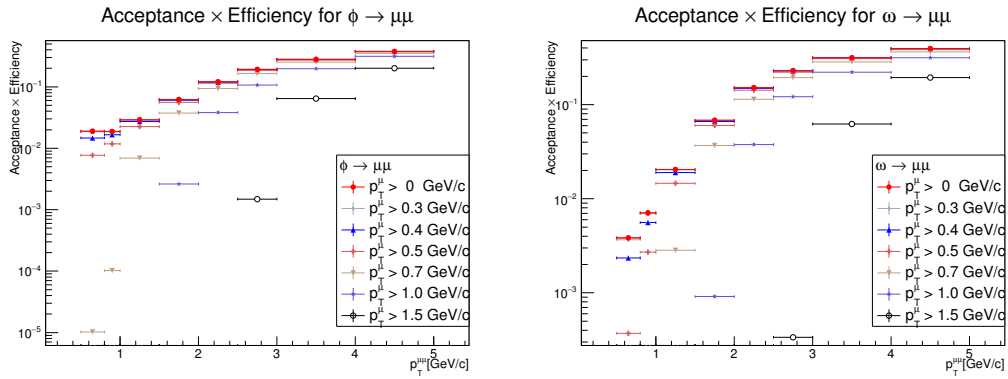 Acceptance × Efficiency for ϕ → μμ
Acceptance × Efficiency
10⁻¹
10⁻²
10⁻³
10⁻⁴
10⁻⁵
ϕ → μμ
p_T^μ > 0 GeV/c
p_T^μ > 0.3 GeV/c
p_T^μ > 0.4 GeV/c
p_T^μ > 0.5 GeV/c
p_T^μ > 0.7 GeV/c
p_T^μ > 1.0 GeV/c
p_T^μ > 1.5 GeV/c
1 2 3 4 5
p_T^μμ [GeV/c]
Acceptance × Efficiency for ω → μμ
Acceptance × Efficiency
10⁻¹
10⁻²
10⁻³
ω → μμ
p_T^μ > 0 GeV/c
p_T^μ > 0.3 GeV/c
p_T^μ > 0.4 GeV/c
p_T^μ > 0.5 GeV/c
p_T^μ > 0.7 GeV/c
p_T^μ > 1.0 GeV/c
p_T^μ > 1.5 GeV/c
1 2 3 4 5
p_T^μμ [GeV/c]